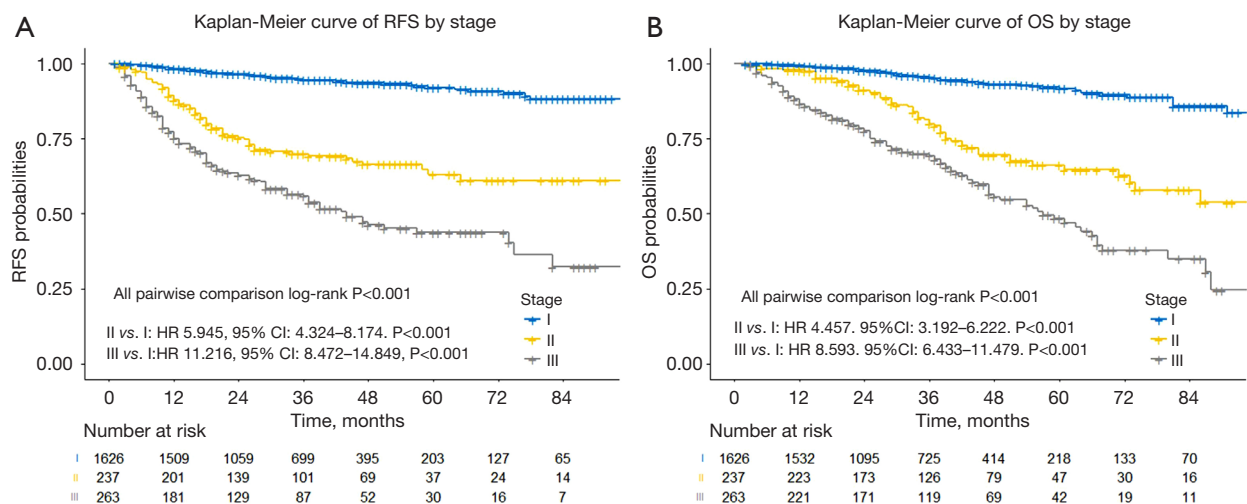 A
Kaplan-Meier curve of RFS by stage
RFS probabilities
1.00
0.75
0.50
0.25
0.00
All pairwise comparison log-rank P<0.001
II vs. I: HR 5.945, 95% CI: 4.324–8.174. P<0.001
III vs. I:HR 11.216, 95% CI: 8.472–14.849, P<0.001
Stage
I
II
III
0 12 24 36 48 60 72 84
Time, months
Number at risk
I 1626 1509 1059 699 395 203 127 65
II 237 201 139 101 69 37 24 14
III 263 181 129 87 52 30 16 7
B
Kaplan-Meier curve of OS by stage
OS probabilities
1.00
0.75
0.50
0.25
0.00
All pairwise comparison log-rank P<0.001
II vs. I: HR 4.457. 95%CI: 3.192–6.222. P<0.001
III vs. I: HR 8.593. 95%CI: 6.433–11.479. P<0.001
Stage
I
II
III
0 12 24 36 48 60 72 84
Time, months
Number at risk
I 1626 1532 1095 725 414 218 133 70
II 237 223 173 126 79 47 30 16
III 263 221 171 119 69 42 19 11